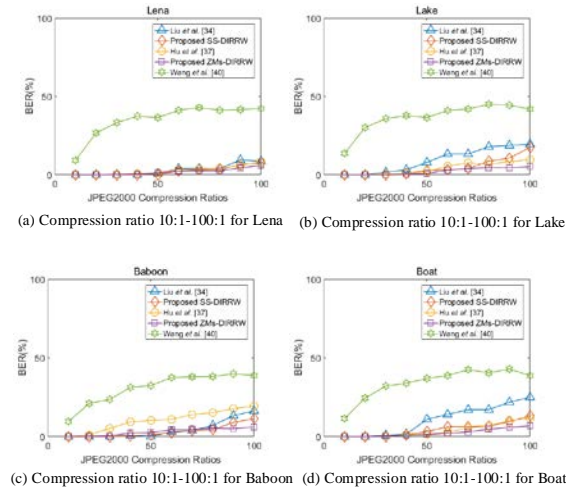 Lena
Liu et al. [34]
Proposed SS-DIRRW
Hu et al. [37]
Proposed ZMs-DIRRW
Wang et al. [40]
BER(%)
100
50
0
0 50 100
JPEG2000 Compression Ratios
(a) Compression ratio 10:1-100:1 for Lena
Lake
Liu et al. [34]
Proposed SS-DIRRW
Hu et al. [37]
Proposed ZMs-DIRRW
Wang et al. [40]
BER(%)
100
50
0
0 50 100
JPEG2000 Compression Ratios
(b) Compression ratio 10:1-100:1 for Lake
Baboon
Liu et al. [34]
Proposed SS-DIRRW
Hu et al. [37]
Proposed ZMs-DIRRW
Wang et al. [40]
BER(%)
100
50
0
0 50 100
JPEG2000 Compression Ratios
(c) Compression ratio 10:1-100:1 for Baboon
Boat
Liu et al. [34]
Proposed SS-DIRRW
Hu et al. [37]
Proposed ZMs-DIRRW
Wang et al. [40]
BER(%)
100
50
0
0 50 100
JPEG2000 Compression Ratios
(d) Compression ratio 10:1-100:1 for Boat